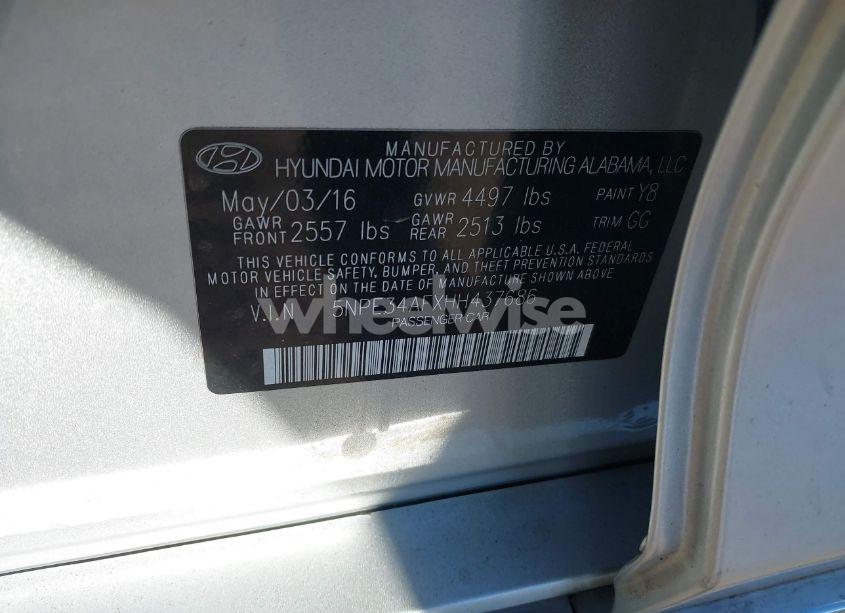 MANUFACTURED BY
HYUNDAI MOTOR MANUFACTURING ALABAMA, LLC
May/03/16 GVWR 4497 lbs PAINT Y8
GAWR FRONT 2557 lbs GAWR REAR 2513 lbs TRIM GG
THIS VEHICLE CONFORMS TO ALL APPLICABLE U.S.A. FEDERAL
MOTOR VEHICLE SAFETY, BUMPER, AND THEFT PREVENTION STANDARDS
IN EFFECT ON THE DATE OF MANUFACTURE SHOWN ABOVE.
V.I.N
PASSENGER CAR
wheelwise